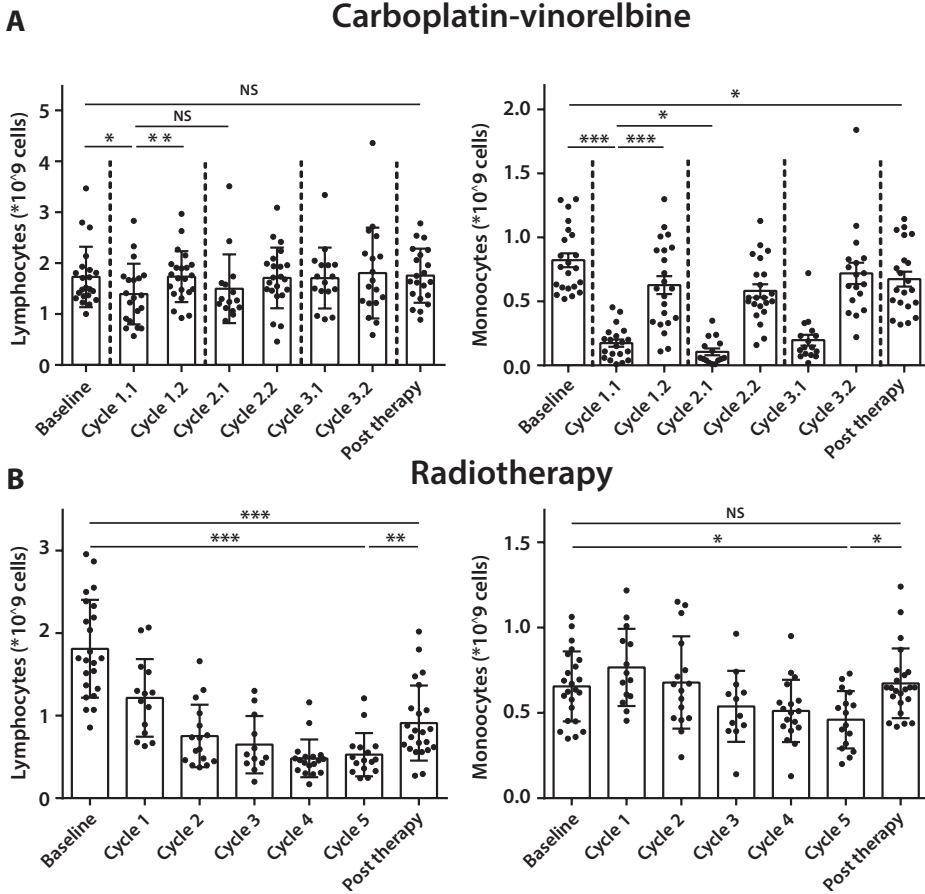 A
Carboplatin-vinorelbine
Lymphocytes (*10^9 cells)
5
4
3
2
1
0
NS
NS
*
* *
Baseline
Cycle 1.1
Cycle 1.2
Cycle 2.1
Cycle 2.2
Cycle 3.1
Cycle 3.2
Post therapy
Monoocytes (*10^9 cells)
2.0
1.5
1.0
0.5
0.0
*
*
***
***
Baseline
Cycle 1.1
Cycle 1.2
Cycle 2.1
Cycle 2.2
Cycle 3.1
Cycle 3.2
Post therapy
B
Radiotherapy
Lymphocytes (*10^9 cells)
3
2
1
0
***
***
**
Baseline
Cycle 1
Cycle 2
Cycle 3
Cycle 4
Cycle 5
Post therapy
Monoocytes (*10^9 cells)
1.5
1.0
0.5
0.0
NS
*
*
Baseline
Cycle 1
Cycle 2
Cycle 3
Cycle 4
Cycle 5
Post therapy